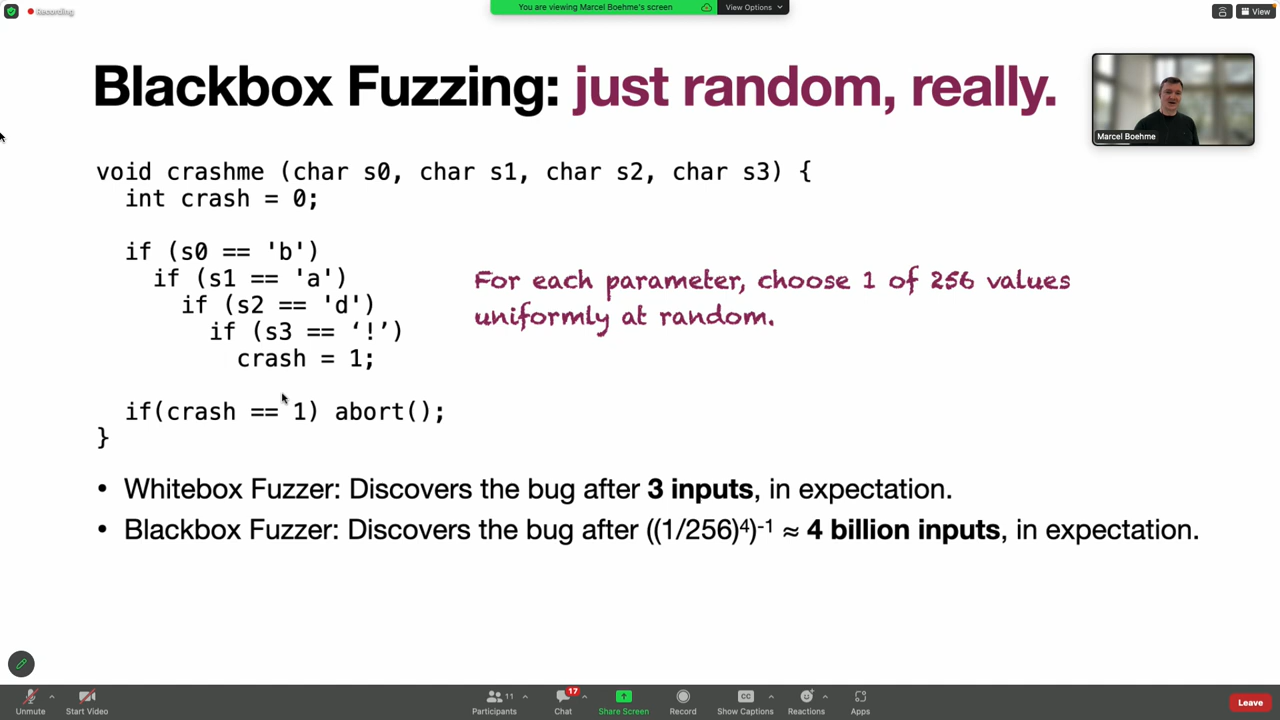 You are viewing Marcel Boehme's screen
View Options
Recording
View
Blackbox Fuzzing: just random, really.
Marcel Boehme
void crashme (char s0, char s1, char s2, char s3) {
int crash = 0;
if (s0 == 'b')
if (s1 == 'a')
if (s2 == 'd')
if (s3 == ‘!’)
crash = 1;
if(crash == 1) abort();
}
For each parameter, choose 1 of 256 values
uniformly at random.
• Whitebox Fuzzer: Discovers the bug after 3 inputs, in expectation.
• Blackbox Fuzzer: Discovers the bug after ((1/256)⁴)⁻¹ ≈ 4 billion inputs, in expectation.
Unmute
Start Video
Participants
11
Chat
17
Share Screen
Record
CC
Show Captions
Reactions
Apps
Leave